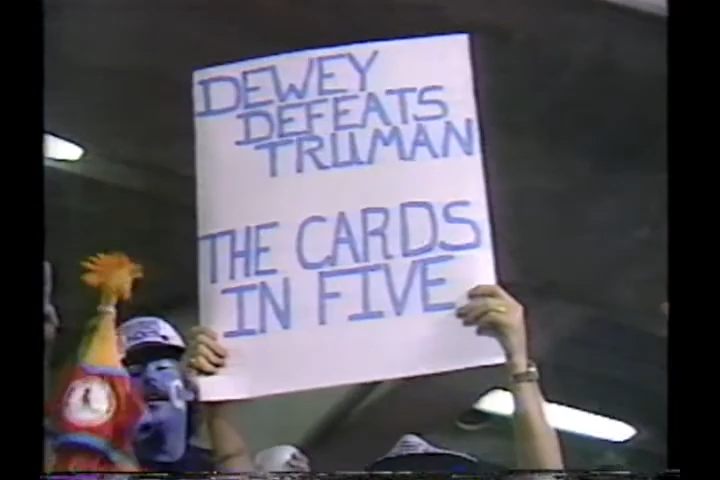 DEWEY
DEFEATS
TRUMAN
THE CARDS
IN FIVE